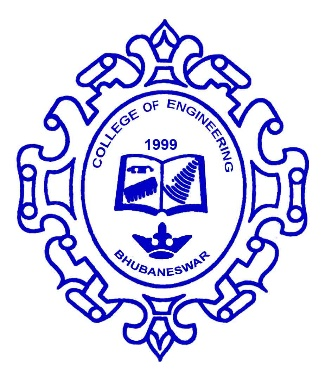 COLLEGE OF ENGINEERING
1999
BHUBANESWAR